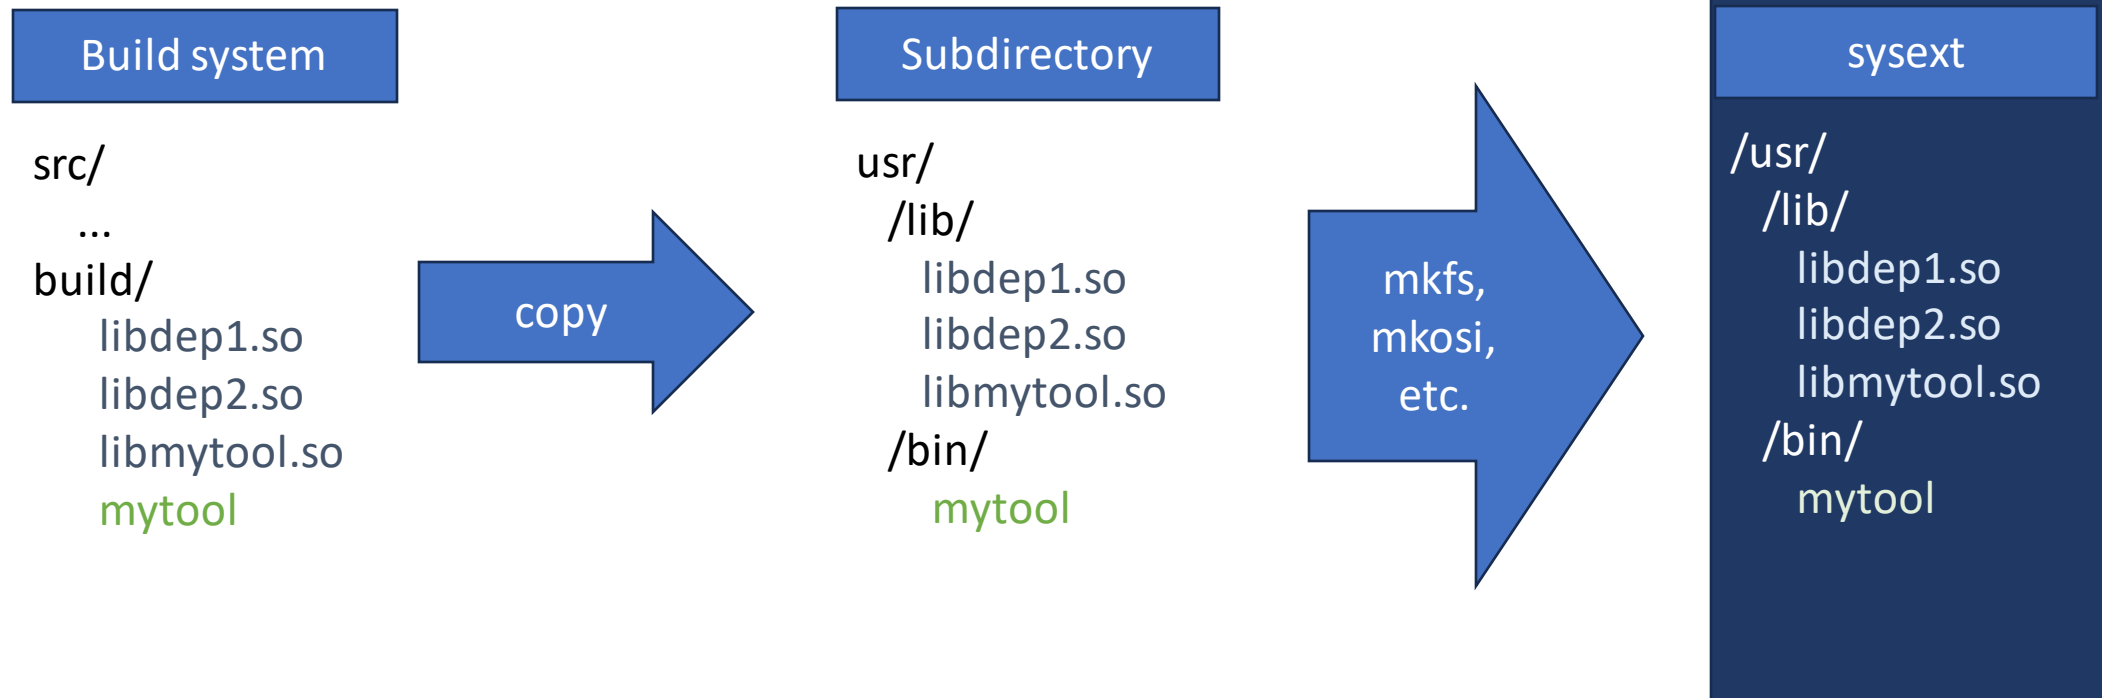 Build system
src/
...
build/
libdep1.so
libdep2.so
libmytool.so
mytool
copy
Subdirectory
usr/
/lib/
libdep1.so
libdep2.so
libmytool.so
/bin/
mytool
mkfs,
mkosi,
etc.
sysext
/usr/
/lib/
libdep1.so
libdep2.so
libmytool.so
/bin/
mytool